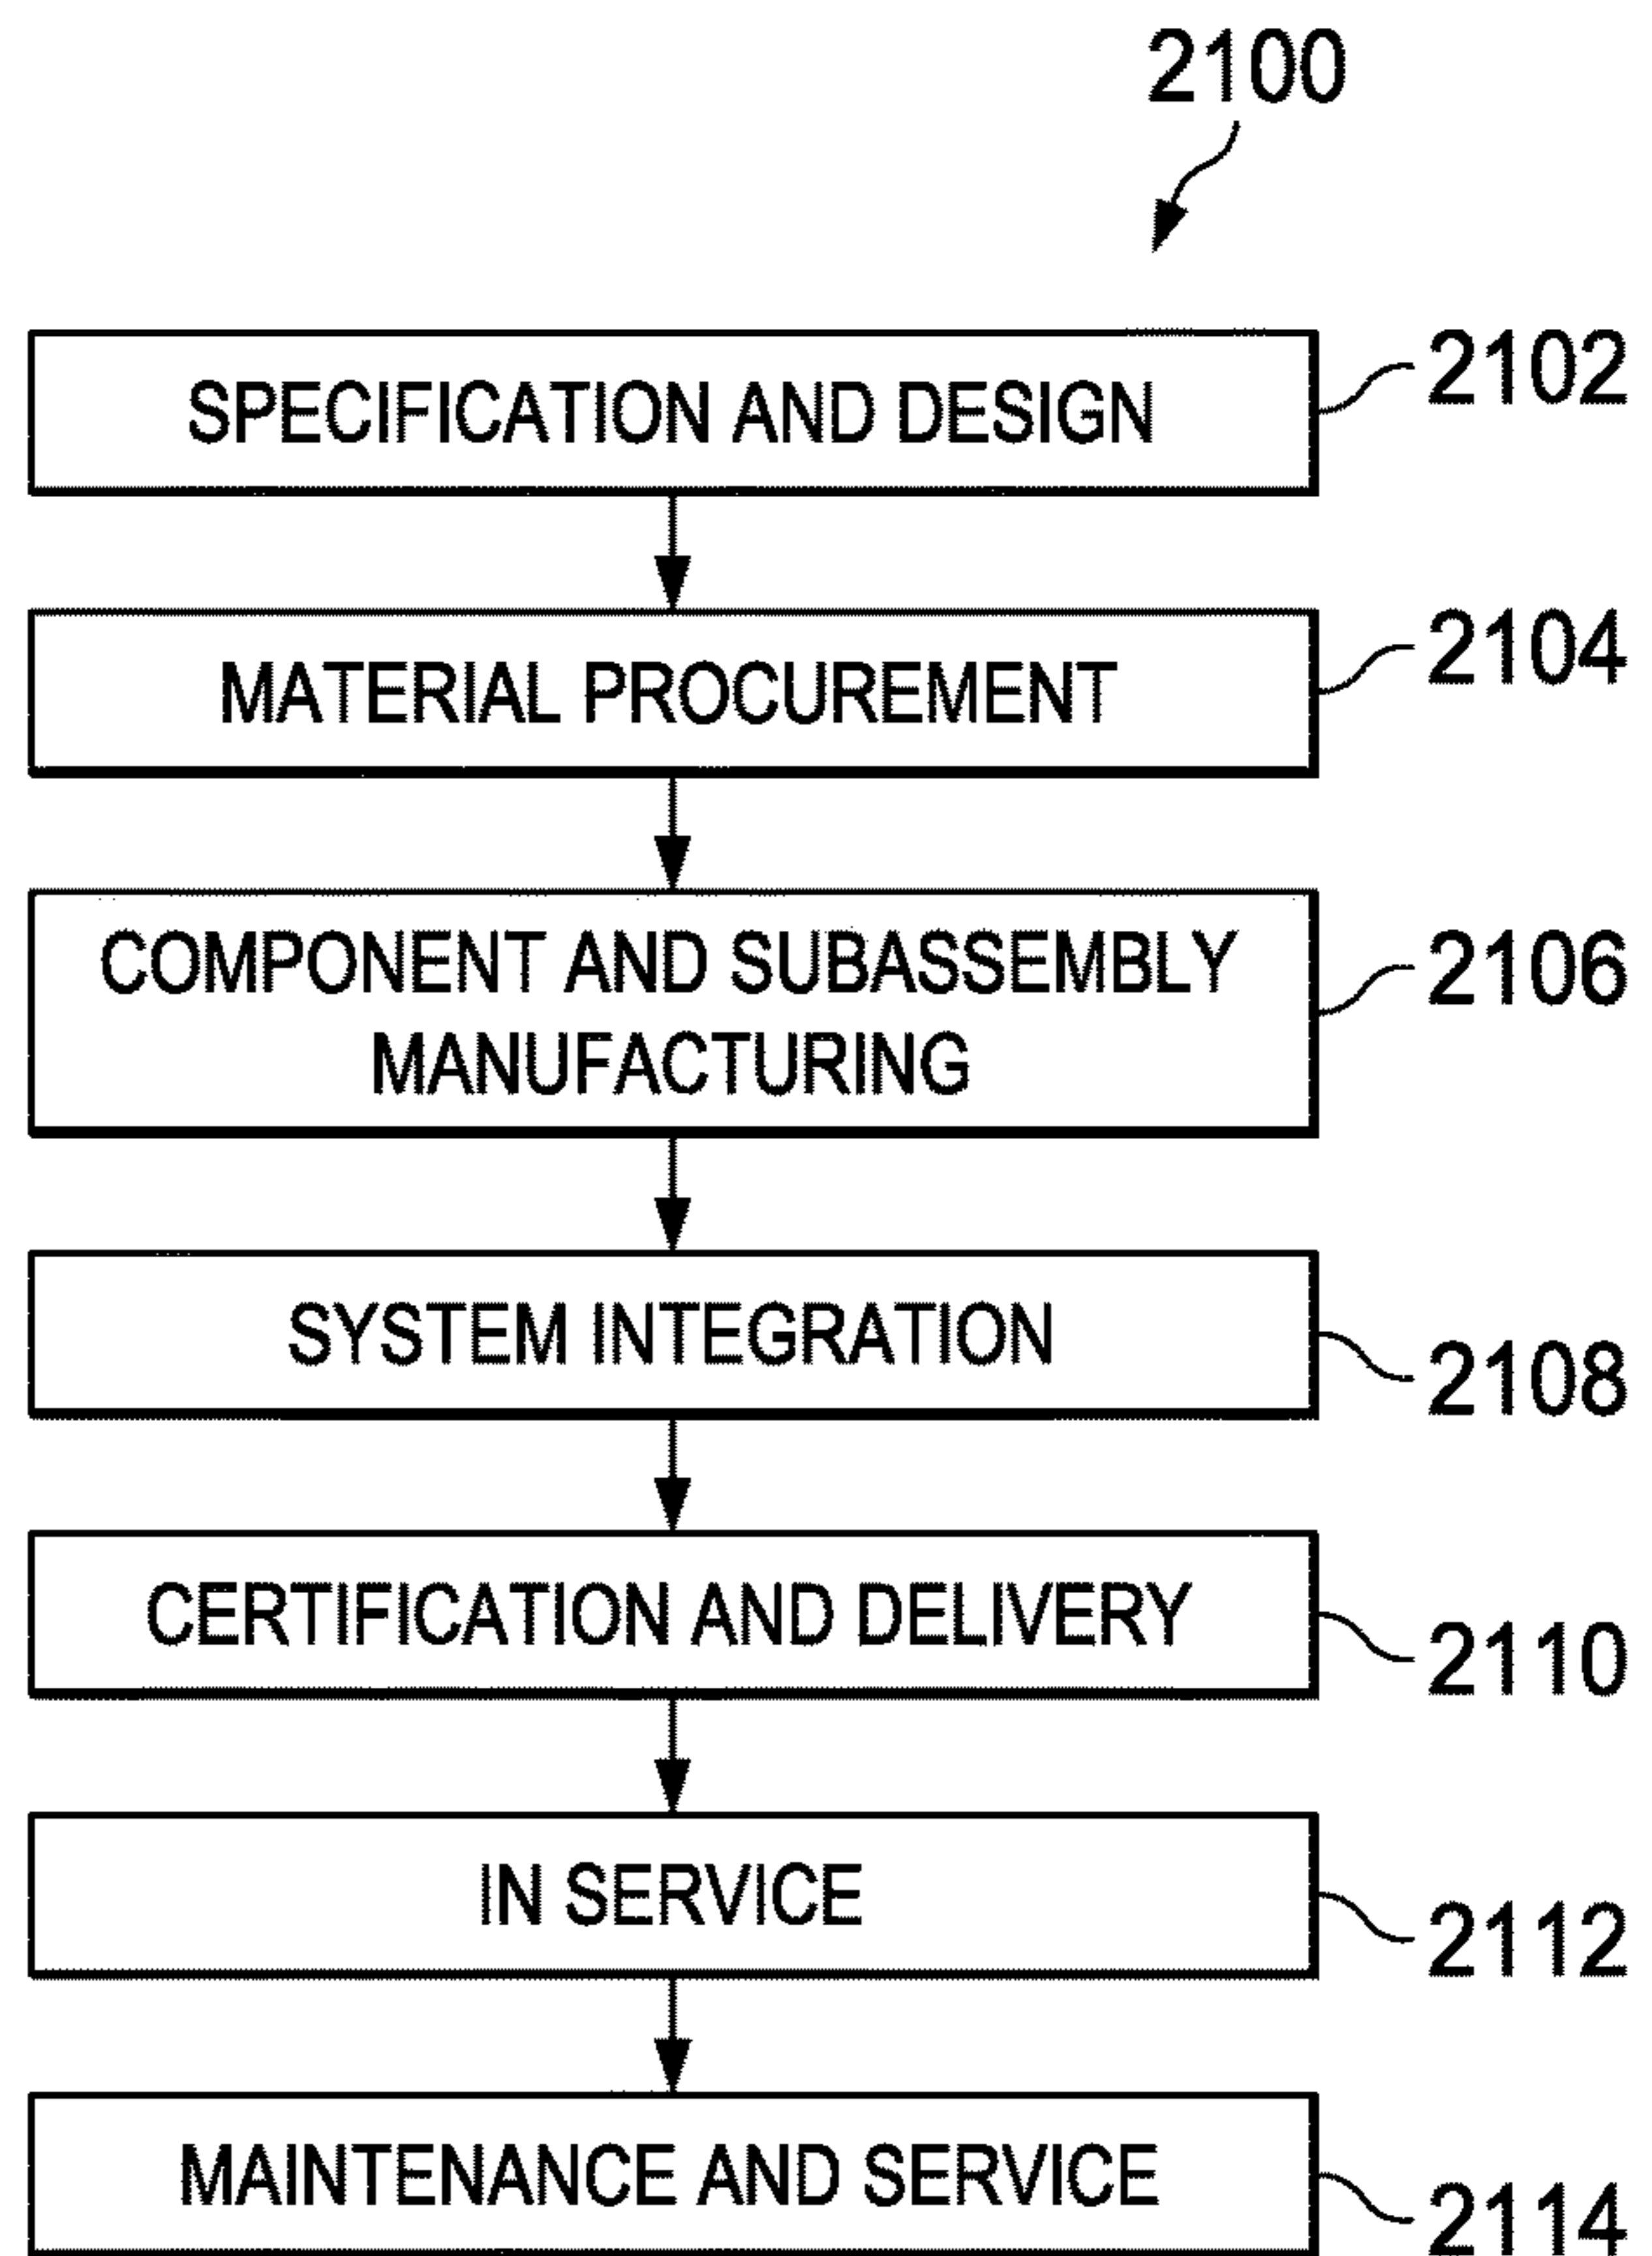 2100
SPECIFICATION AND DESIGN
2102
MATERIAL PROCUREMENT
2104
COMPONENT AND SUBASSEMBLY
MANUFACTURING
2106
SYSTEM INTEGRATION
2108
CERTIFICATION AND DELIVERY
2110
IN SERVICE
2112
MAINTENANCE AND SERVICE
2114